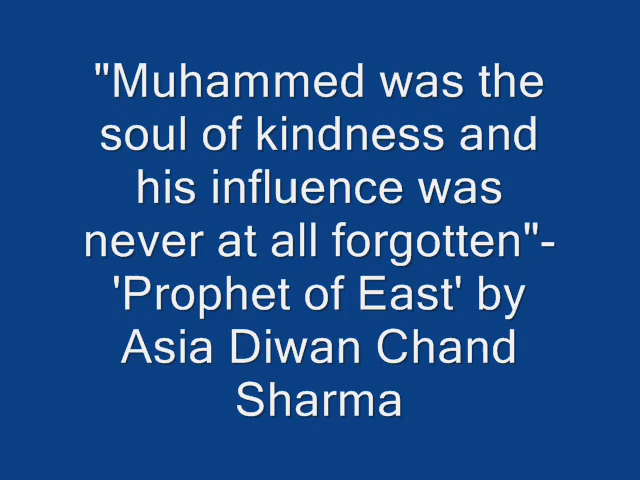 "Muhammed was the
soul of kindness and
his influence was
never at all forgotten"-
'Prophet of East' by
Asia Diwan Chand
Sharma